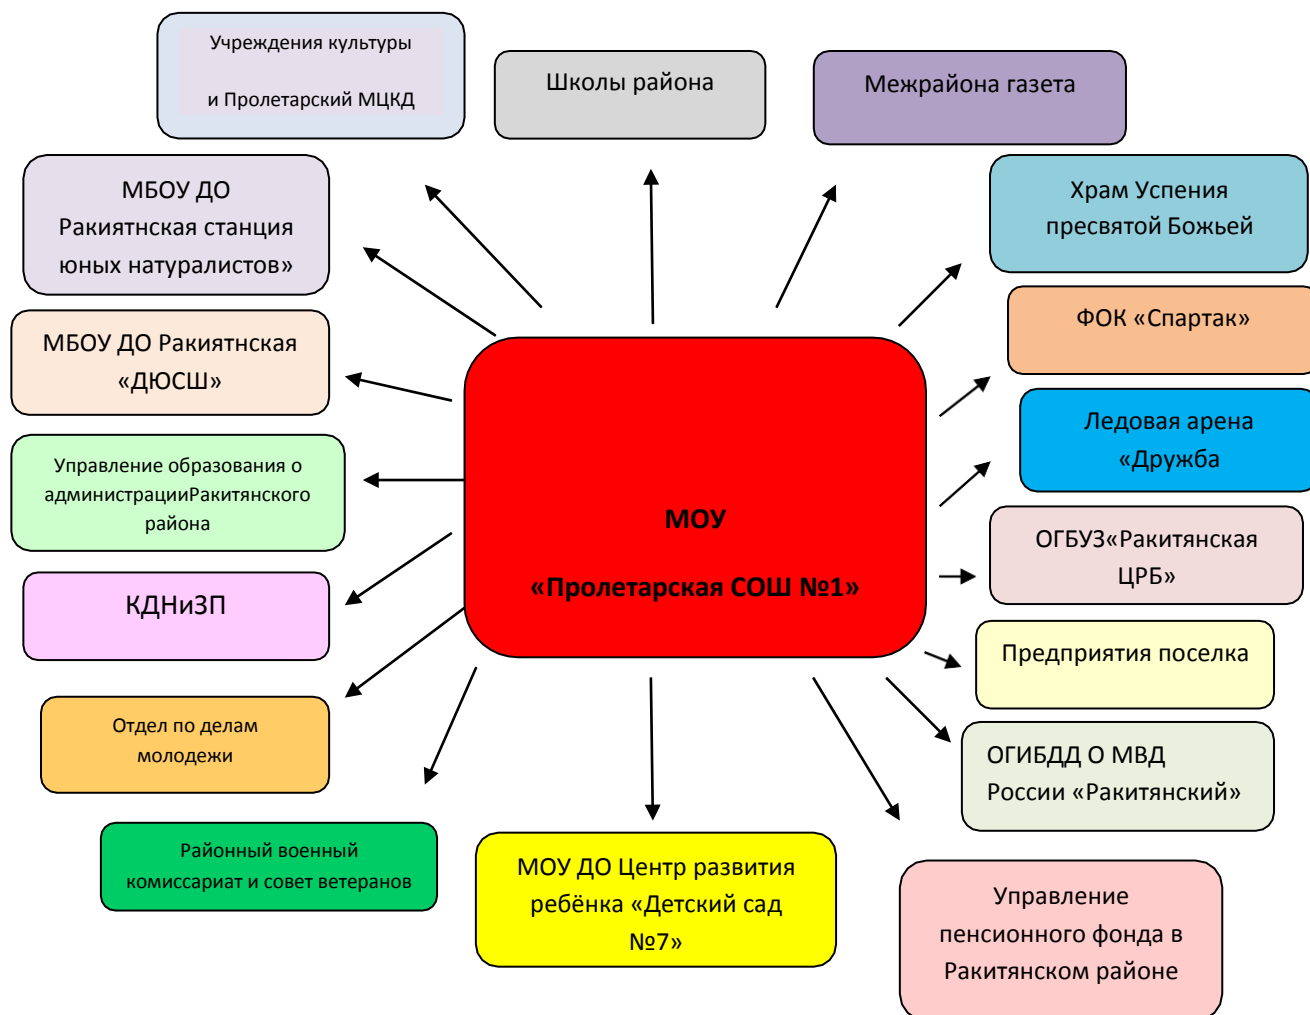 Учреждения культуры
и Пролетарский МЦКД
Школы района
Межрайона газета
МБОУ ДО
Ракиятнская станция
юных натуралистов»
Храм Успения
пресвятой Божьей
МБОУ ДО Ракиятнская
«ДЮСШ»
ФОК «Спартак»
Ледовая арена
«Дружба
Управление образования о
администрацииРакитянского
района
МОУ
«Пролетарская СОШ №1»
ОГБУЗ«Ракитянская
ЦРБ»
КДНиЗП
Предприятия поселка
Отдел по делам
молодежи
ОГИБДД О МВД
России «Ракитянский»
Районный военный
комиссариат и совет ветеранов
МОУ ДО Центр развития
ребёнка «Детский сад
№7»
Управление
пенсионного фонда в
Ракитянском районе